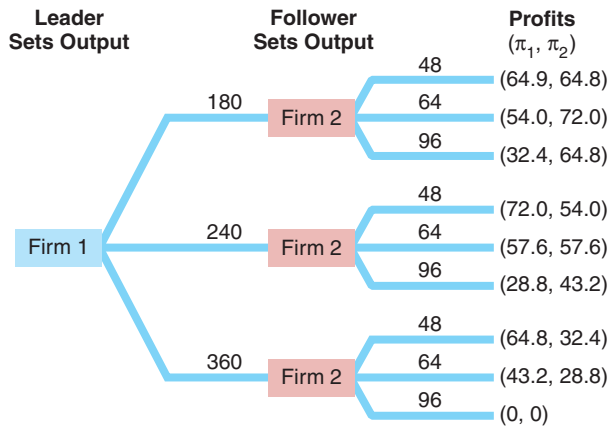 Leader
Sets Output
Follower
Sets Output
Profits
(π1, π2)
Firm 1
180
Firm 2
48
(64.9, 64.8)
64
(54.0, 72.0)
96
(32.4, 64.8)
240
Firm 2
48
(72.0, 54.0)
64
(57.6, 57.6)
96
(28.8, 43.2)
360
Firm 2
48
(64.8, 32.4)
64
(43.2, 28.8)
96
(0, 0)